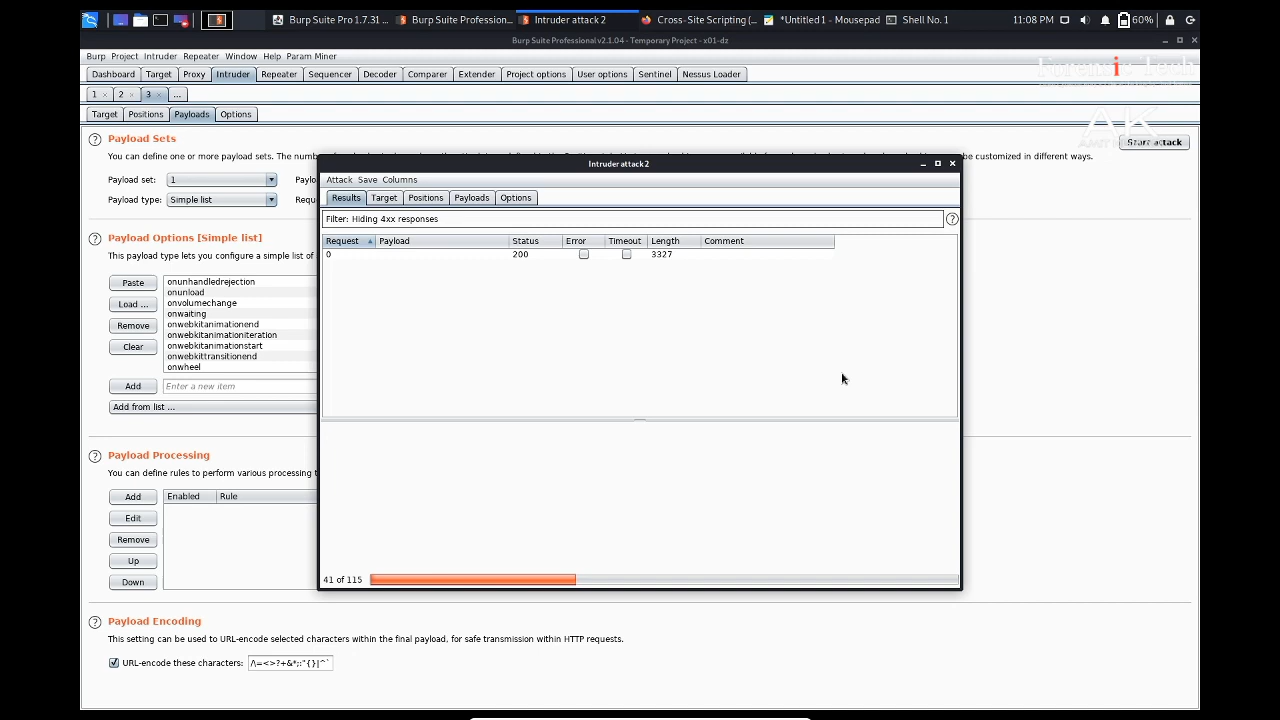 Burp Suite Pro 1.7.31 ...
Burp Suite Profession...
Intruder attack 2
Cross-Site Scripting (...
*Untitled 1 - Mousepad
Shell No. 1
11:08 PM
60%
Burp Suite Professional v2.1.04 - Temporary Project - x01-dz
Burp Project Intruder Repeater Window Help Param Miner
Dashboard Target Proxy Intruder Repeater Sequencer Decoder Comparer Extender Project options User options Sentinel Nessus Loader
Forensic Tech
1 × 2 × 3 × ...
Target Positions Payloads Options
AK
Payload Sets
Start attack
You can define one or more payload sets. The num
be customized in different ways.
Payload set: 1
Payload type: Simple list
Intruder attack 2
Attack Save Columns
Results Target Positions Payloads Options
Filter: Hiding 4xx responses
Request Payload Status Error Timeout Length Comment
0 200 3327
Payload Options [Simple list]
This payload type lets you configure a simple list of
Paste
Load ...
Remove
Clear
onunhandledrejection
onunload
onvolumechange
onwaiting
onwebkitanimationend
onwebkitanimationiteration
onwebkitanimationstart
onwebkittransitionend
onwheel
Add
Enter a new item
Add from list ...
Payload Processing
You can define rules to perform various processing t
Add
Edit
Remove
Up
Down
Enabled Rule
41 of 115
Payload Encoding
This setting can be used to URL-encode selected characters within the final payload, for safe transmission within HTTP requests.
URL-encode these characters: /\=<>?+&*;:"{}|^`